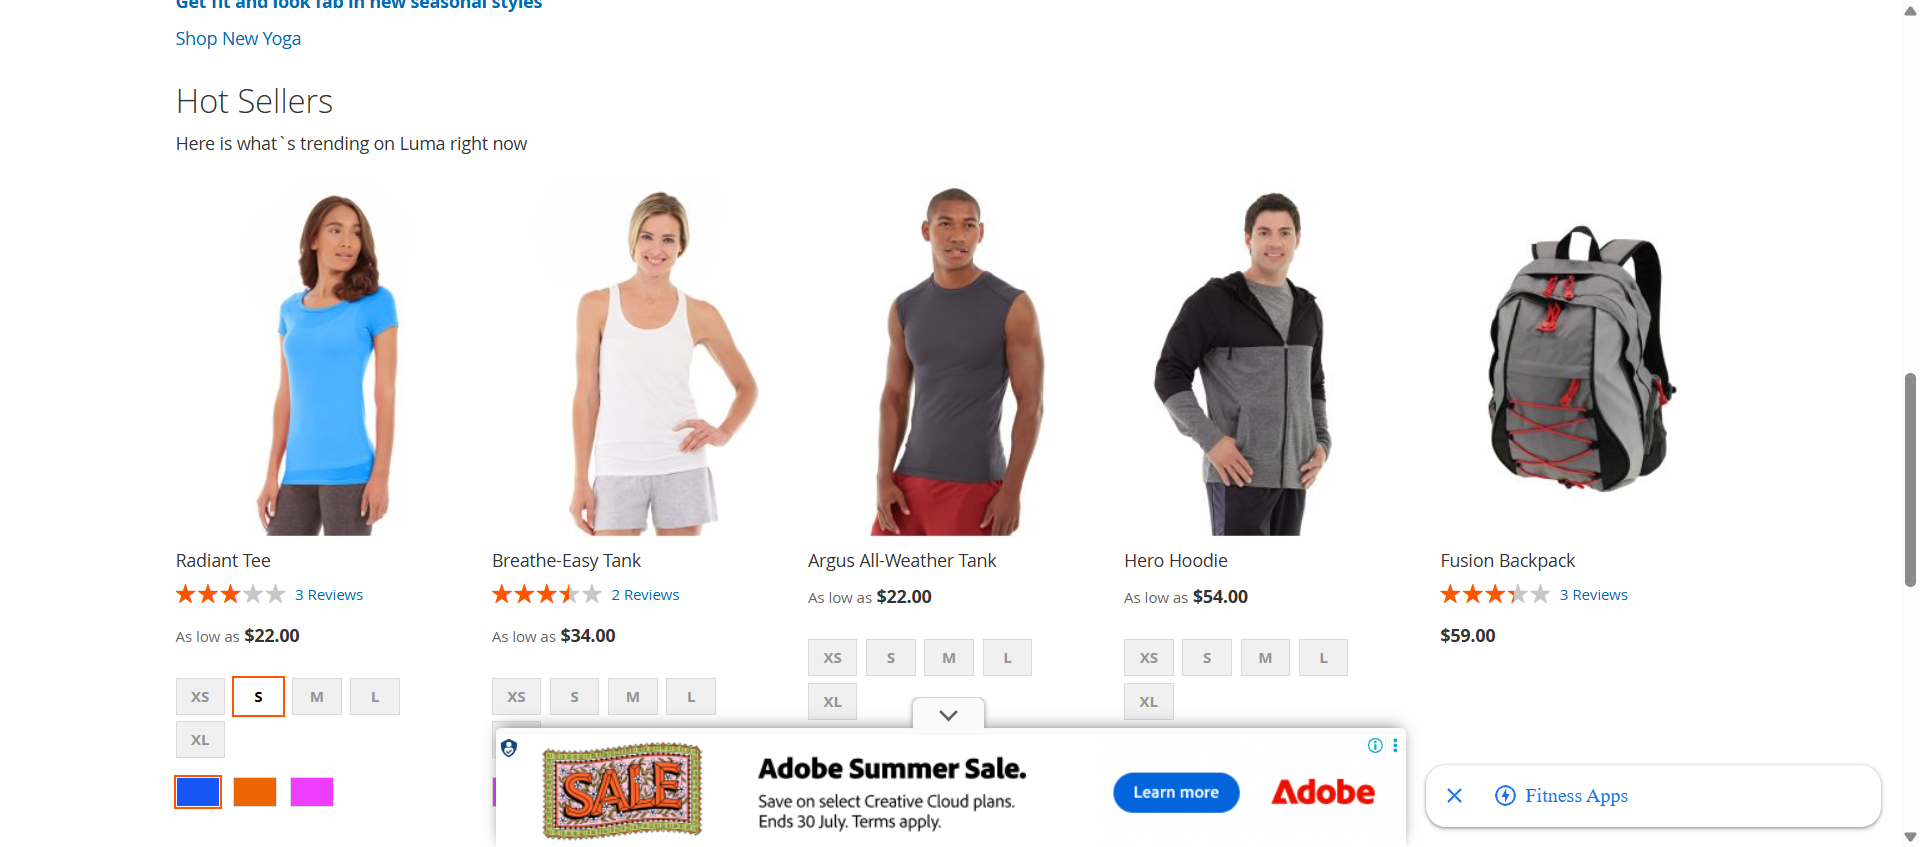 Get fit and look fab in new seasonal styles
Shop New Yoga
Hot Sellers
Here is what`s trending on Luma right now
Radiant Tee
3 Reviews
As low as $22.00
XS S M L
XL
Breathe-Easy Tank
2 Reviews
As low as $34.00
XS S M L
Argus All-Weather Tank
As low as $22.00
XS S M L
XL
Hero Hoodie
As low as $54.00
XS S M L
XL
Fusion Backpack
3 Reviews
$59.00
SALE
Adobe Summer Sale.
Save on select Creative Cloud plans.
Ends 30 July. Terms apply.
Learn more
Adobe
Fitness Apps